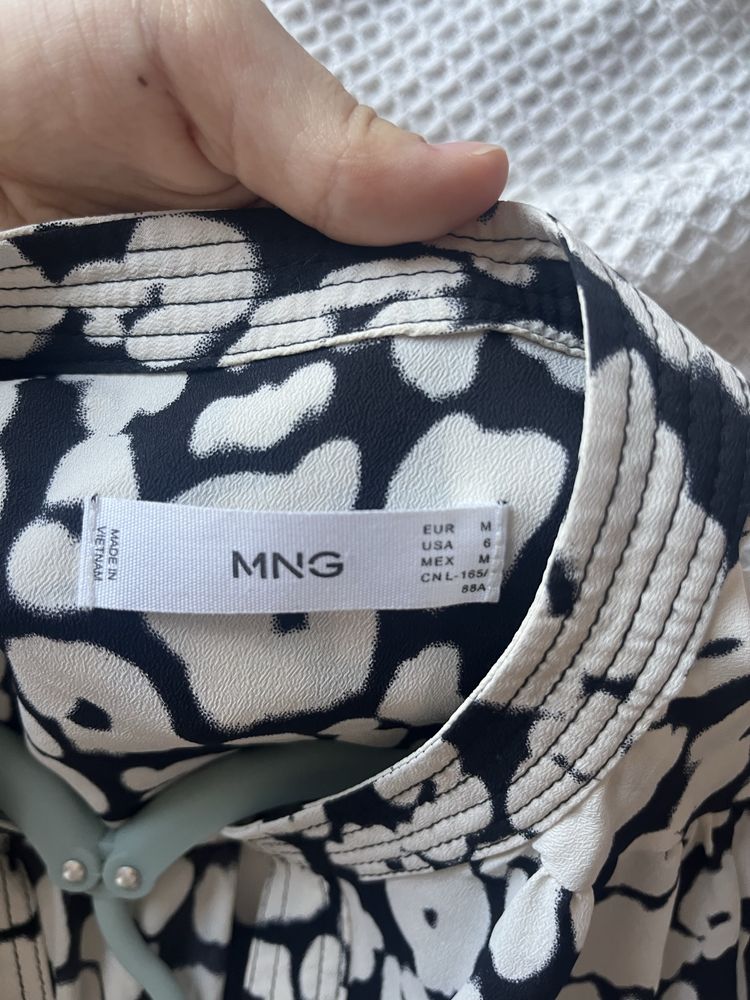 MADE IN
VIETNAM
MNG
EUR M
USA 6
MEX M
CN L-165/
88A